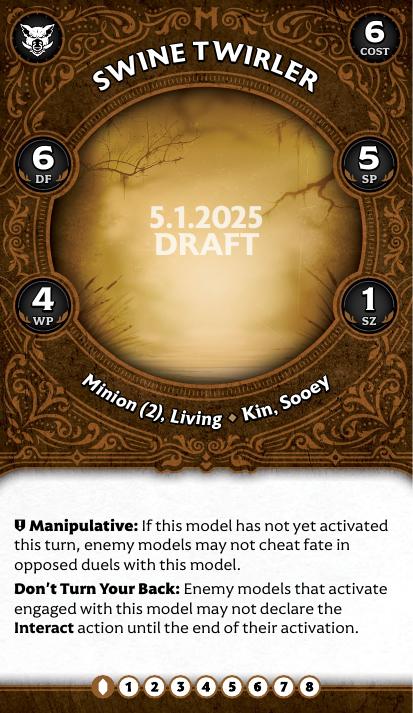 6
COST
SWINE TWIRLER
6
DF
5
SP
5.1.2025
DRAFT
4
WP
1
SZ
Minion (2), Living ◆ Kin, Sooey
Manipulative: If this model has not yet activated
this turn, enemy models may not cheat fate in
opposed duels with this model.
Don't Turn Your Back: Enemy models that activate
engaged with this model may not declare the
Interact action until the end of their activation.
1 2 3 4 5 6 7 8